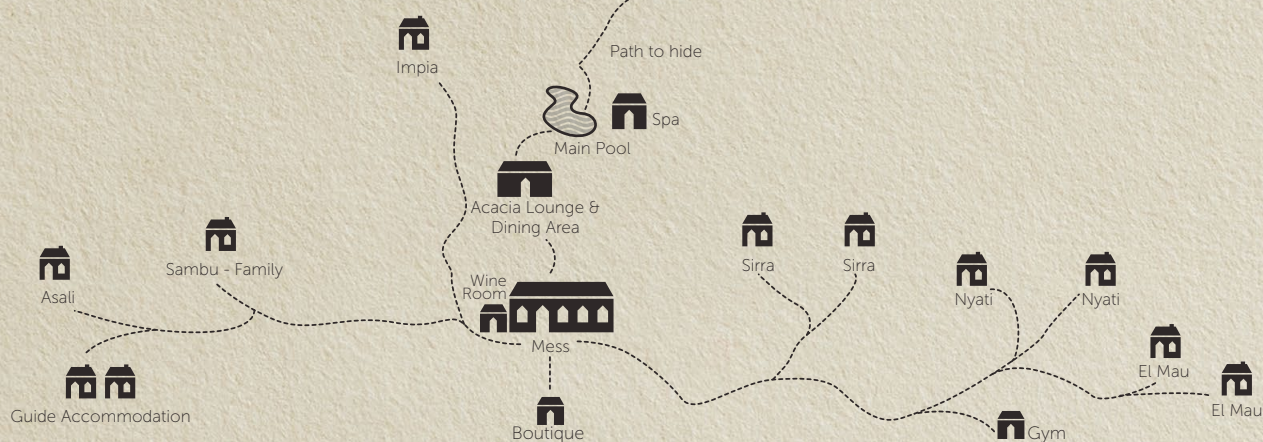 Impia
Path to hide
Spa
Main Pool
Acacia Lounge &
Dining Area
Sambu - Family
Asali
Wine
Room
Mess
Sirra
Sirra
Nyati
Nyati
El Mau
El Mau
Guide Accommodation
Boutique
Gym